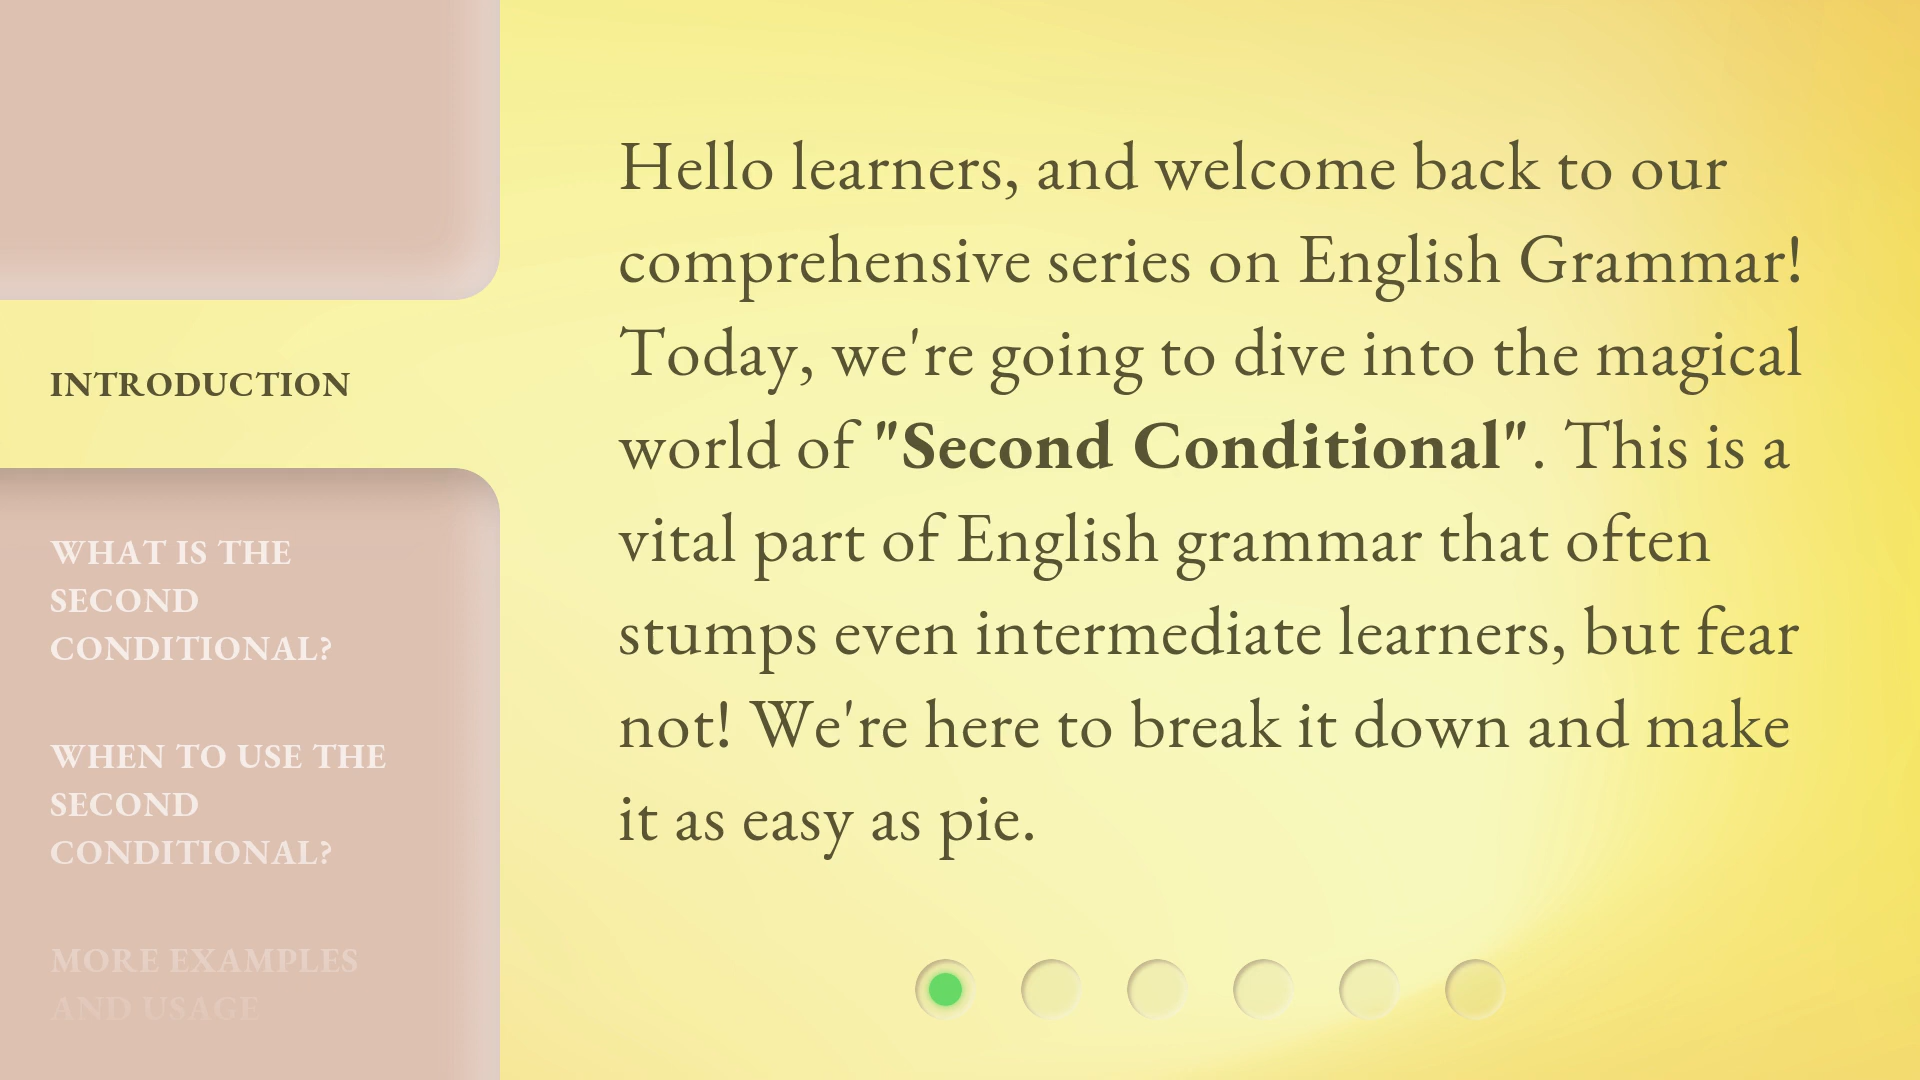 INTRODUCTION
WHAT IS THE
SECOND
CONDITIONAL?
WHEN TO USE THE
SECOND
CONDITIONAL?
MORE EXAMPLES
AND USAGE
Hello learners, and welcome back to our
comprehensive series on English Grammar!
Today, we're going to dive into the magical
world of "Second Conditional". This is a
vital part of English grammar that often
stumps even intermediate learners, but fear
not! We're here to break it down and make
it as easy as pie.